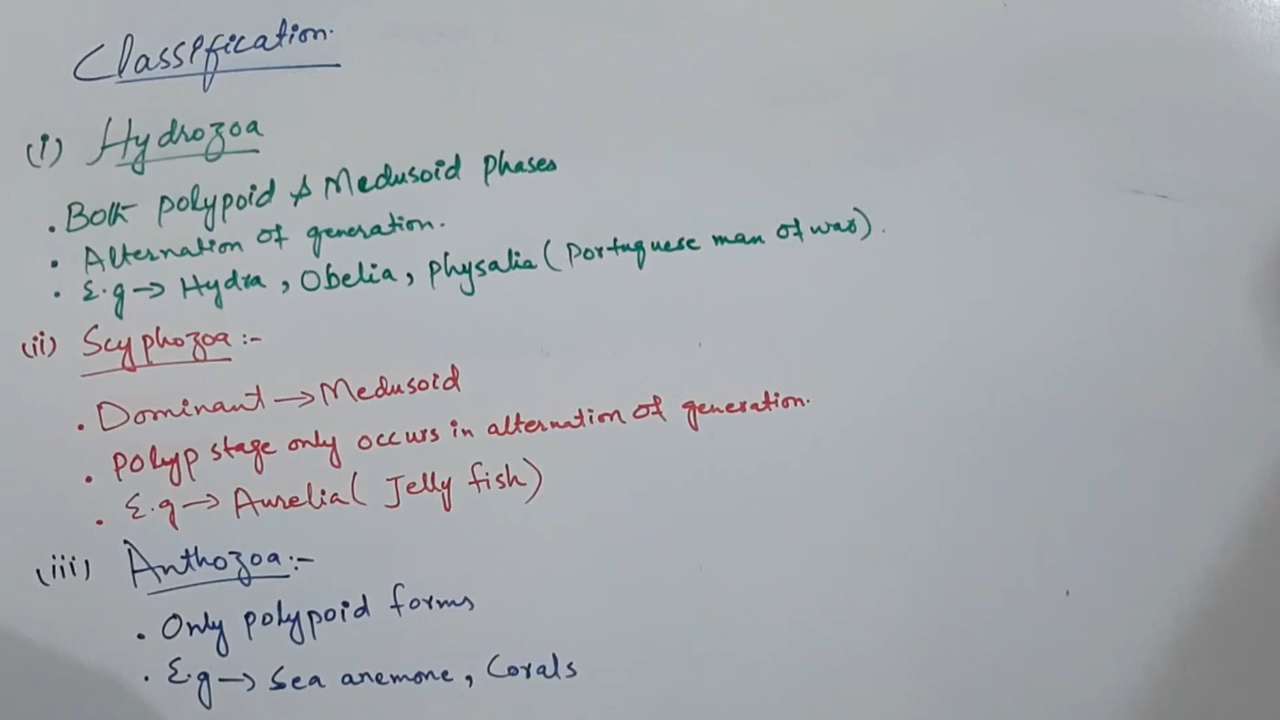 Classification.
(i) Hydrozoa
. Both polypoid & Medusoid phases
. Alternation of generation.
. E.g → Hydra, Obelia, physalia (Portuguese man of war).
(ii) Scyphozoa :-
. Dominant → Medusoid
. Polyp stage only occurs in alternation of generation.
. E.g → Aurelia (Jelly fish)
(iii) Anthozoa :-
. Only polypoid forms
. E.g → Sea anemone, Corals